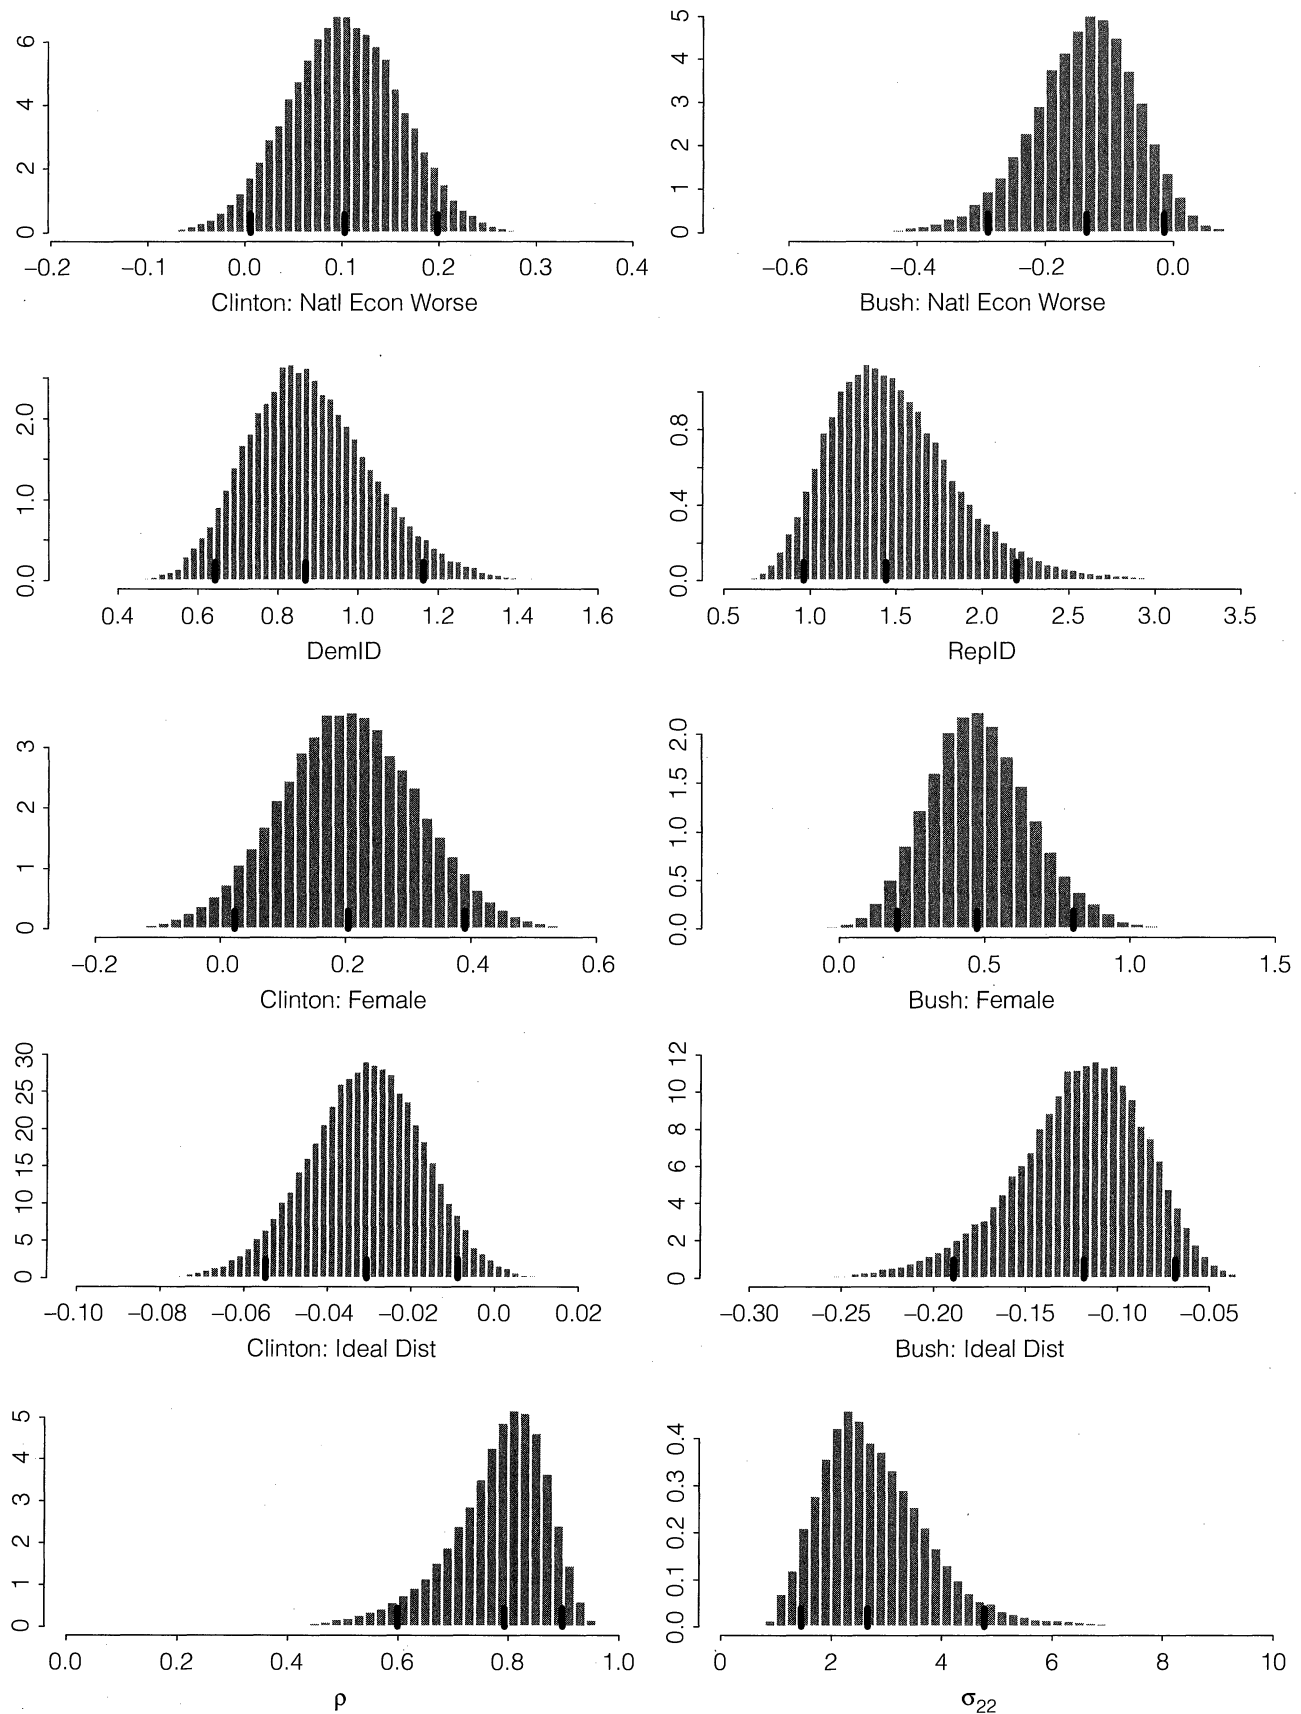 6 4 2 0
−0.2 −0.1 0.0 0.1 0.2 0.3 0.4
Clinton: Natl Econ Worse
5 4 3 2 1 0
−0.6 −0.4 −0.2 0.0
Bush: Natl Econ Worse
2.0 1.0 0.0
0.4 0.6 0.8 1.0 1.2 1.4 1.6
DemID
0.8 0.4 0.0
0.5 1.0 1.5 2.0 2.5 3.0 3.5
RepID
3 2 1 0
−0.2 0.0 0.2 0.4 0.6
Clinton: Female
2.0 1.5 1.0 0.5 0.0
0.0 0.5 1.0 1.5
Bush: Female
30 25 20 15 10 5 0
−0.10 −0.08 −0.06 −0.04 −0.02 0.0 0.02
Clinton: Ideal Dist
12 10 8 6 4 2 0
−0.30 −0.25 −0.20 −0.15 −0.10 −0.05
Bush: Ideal Dist
5 4 3 2 1 0
0.0 0.2 0.4 0.6 0.8 1.0
ρ
0.4 0.3 0.2 0.1 0.0
0 2 4 6 8 10
σ22